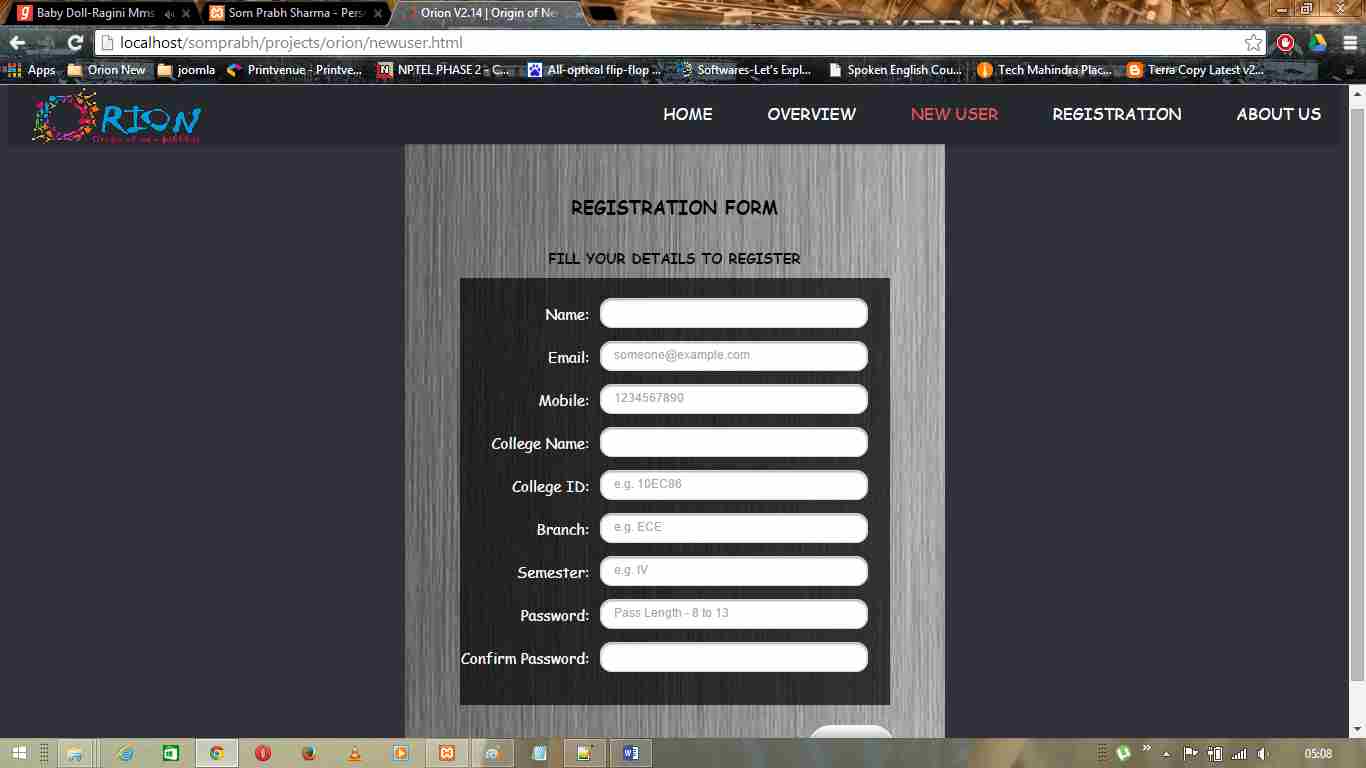 Baby Doll-Ragini Mms
Som Prabh Sharma - Pers
Orion V2.14 | Origin of Ne
WOLVERINE
localhost/somprabh/projects/orion/newuser.html
Apps Orion New joomla Printvenue - Printve... NPTEL PHASE 2 - C... All-optical flip-flop ... Softwares-Let's Expl... Spoken English Cou... Tech Mahindra Plac... Terra Copy Latest v2...
ORION
HOME OVERVIEW NEW USER REGISTRATION ABOUT US
REGISTRATION FORM
FILL YOUR DETAILS TO REGISTER
Name:
Email: someone@example.com
Mobile: 1234567890
College Name:
College ID: e.g. 10EC86
Branch: e.g. ECE
Semester: e.g. IV
Password: Pass Length - 8 to 13
Confirm Password:
05:08